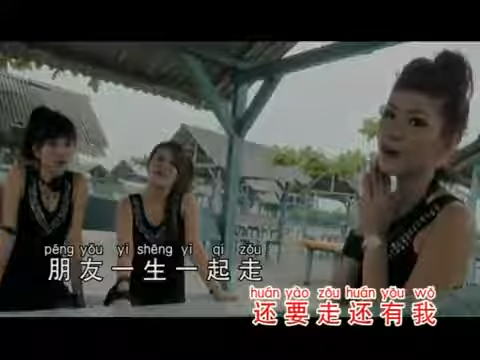 péng yǒu yì shēng yì qǐ zǒu
朋友一生一起走
huán yào zǒu huán yǒu wǒ
还要走还有我